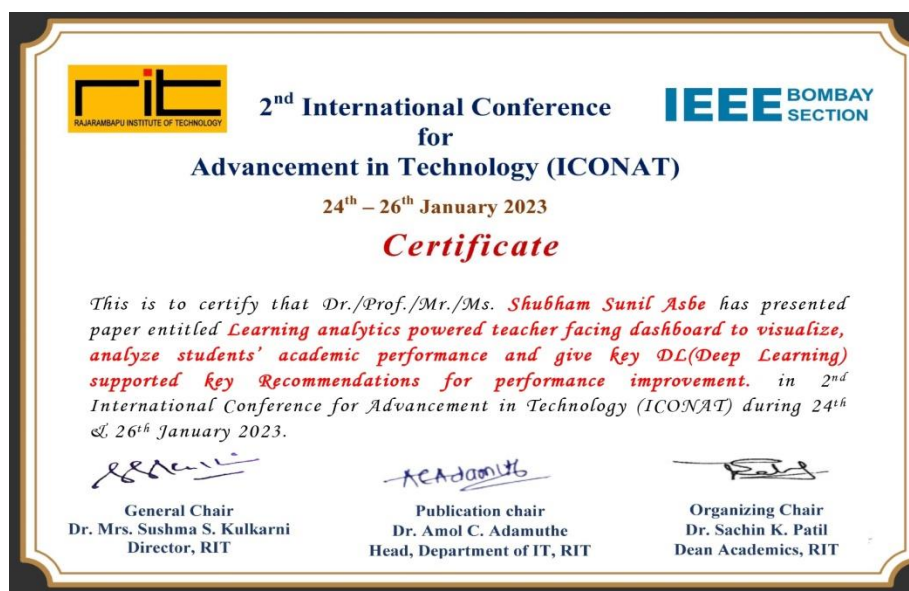 rit
RAJARAMBAPU INSTITUTE OF TECHNOLOGY
IEEE BOMBAY
SECTION
2nd International Conference
for
Advancement in Technology (ICONAT)
24th – 26th January 2023
Certificate
This is to certify that Dr./Prof./Mr./Ms. Shubham Sunil Asbe has presented
paper entitled Learning analytics powered teacher facing dashboard to visualize,
analyze students' academic performance and give key DL(Deep Learning)
supported key Recommendations for performance improvement. in 2nd
International Conference for Advancement in Technology (ICONAT) during 24th
& 26th January 2023.
ACAdamuthe
General Chair
Dr. Mrs. Sushma S. Kulkarni
Director, RIT
Publication chair
Dr. Amol C. Adamuthe
Head, Department of IT, RIT
Organizing Chair
Dr. Sachin K. Patil
Dean Academics, RIT